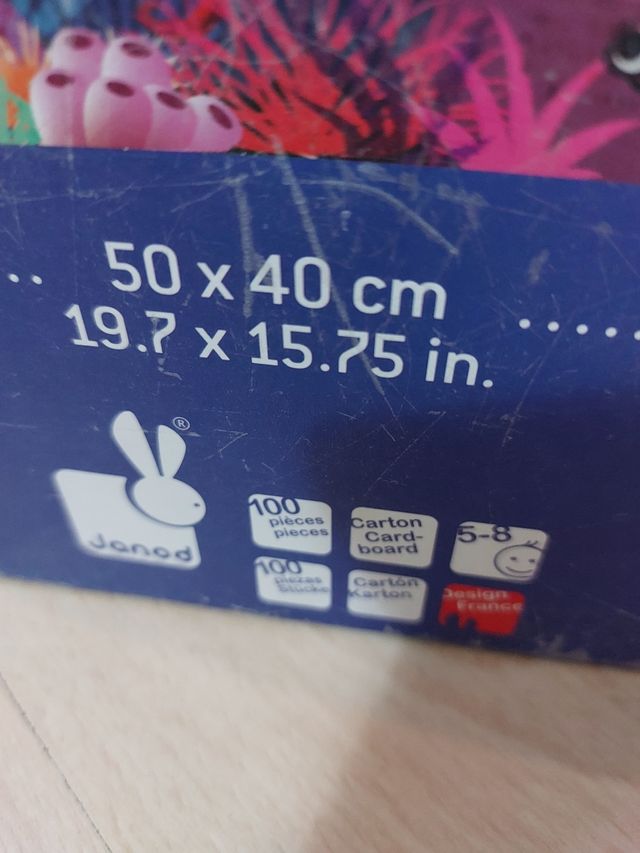 50 x 40 cm
19.7 x 15.75 in.
®
Janod
100
pièces
pieces
Carton
Card-
board
5-8
100
piezas
Stücke
Cartón
Karton
Design
France